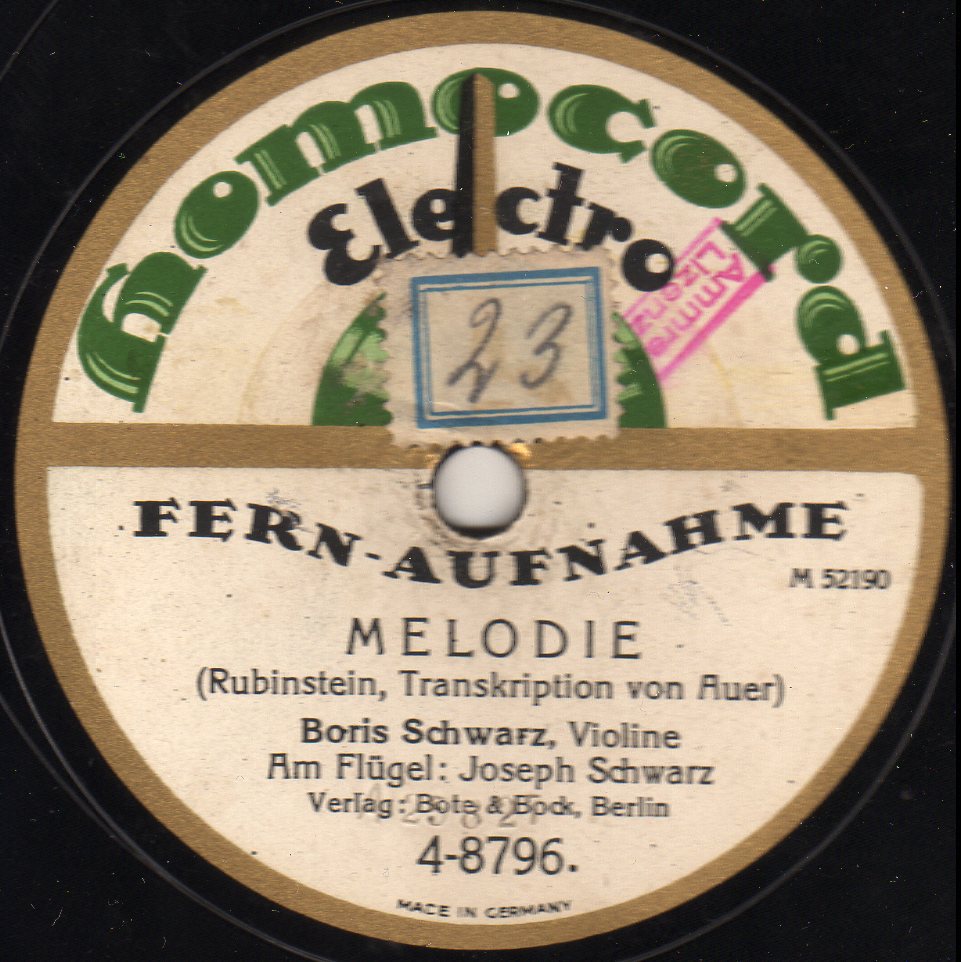 Homocord
Electro
Ammre
Lizenz
23
FERN-AUFNAHME
M 52190
MELODIE
(Rubinstein, Transkription von Auer)
Boris Schwarz, Violine
Am Flügel: Joseph Schwarz
Verlag: Bote & Bock, Berlin
4-8796.
MADE IN GERMANY